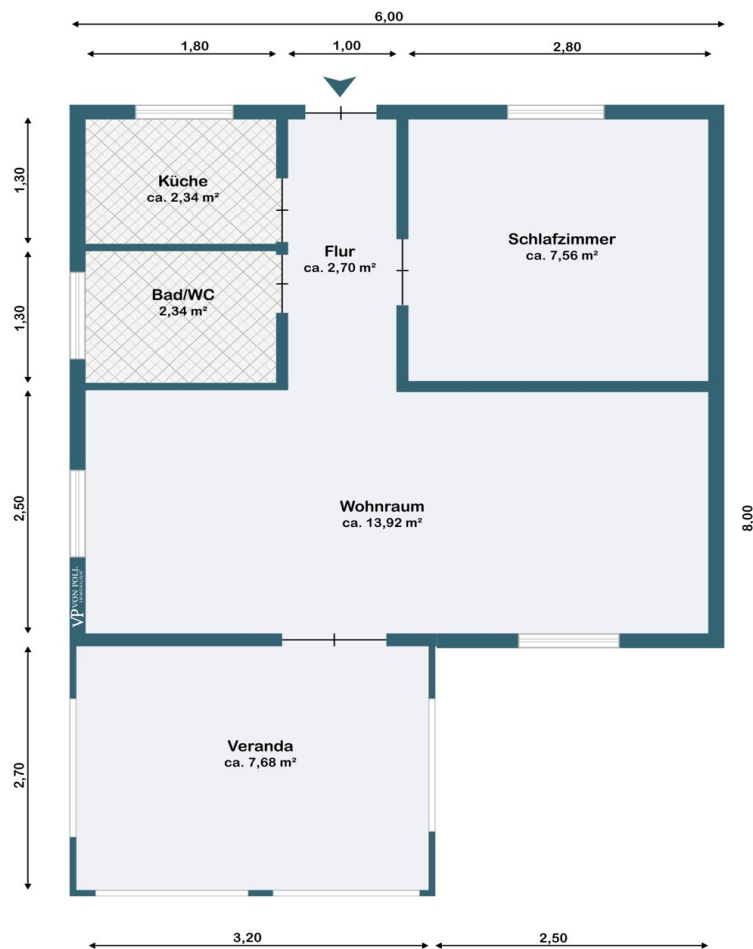 6,00
1,80
1,00
2,80
1,30
Küche
ca. 2,34 m²
Flur
ca. 2,70 m²
Schlafzimmer
ca. 7,56 m²
1,30
Bad/WC
2,34 m²
2,50
Wohnraum
ca. 13,92 m²
8.00
VP VON POLL
IMMOBILIEN
2,70
Veranda
ca. 7,68 m²
3,20
2,50